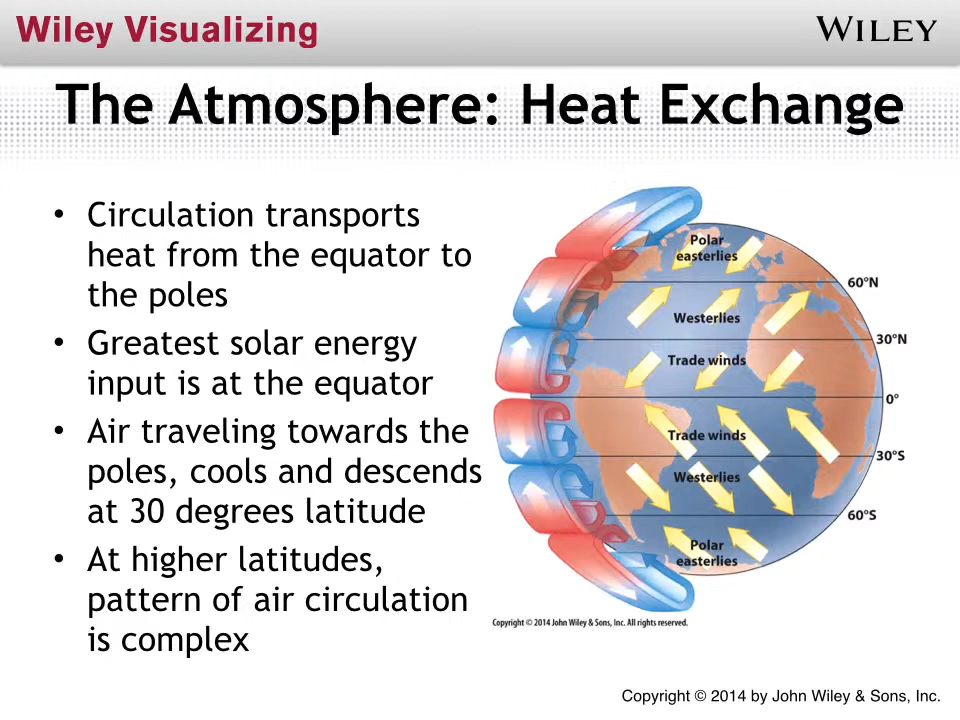 Wiley Visualizing
WILEY
The Atmosphere: Heat Exchange
• Circulation transports
heat from the equator to
the poles
• Greatest solar energy
input is at the equator
• Air traveling towards the
poles, cools and descends
at 30 degrees latitude
• At higher latitudes,
pattern of air circulation
is complex
Polar
easterlies
60°N
Westerlies
30°N
Trade winds
0°
Trade winds
30°S
Westerlies
60°S
Polar
easterlies
Copyright © 2014 John Wiley & Sons, Inc. All rights reserved.
Copyright © 2014 by John Wiley & Sons, Inc.